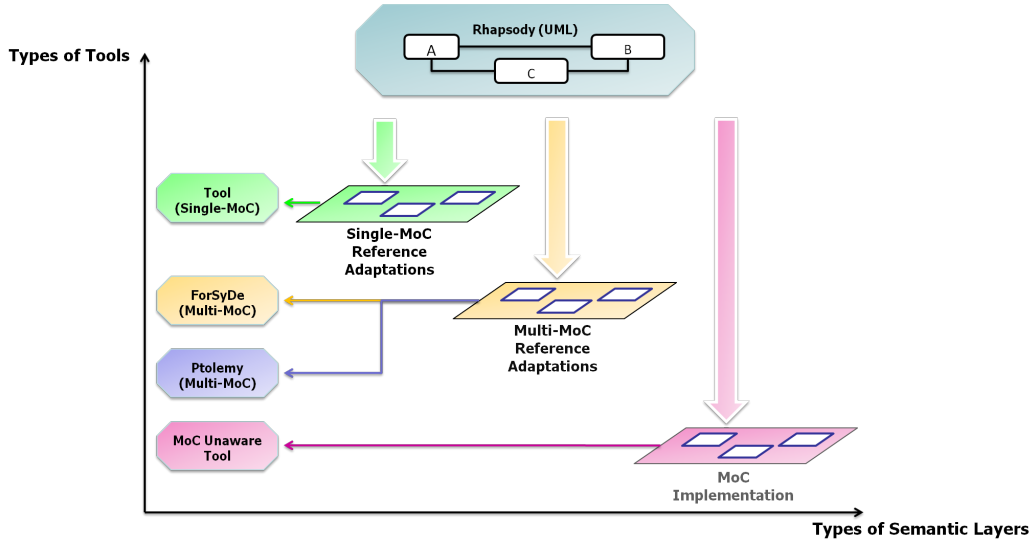 Rhapsody (UML)
A
B
C
Types of Tools
Tool
(Single-MoC)
Single-MoC
Reference
Adaptations
ForSyDe
(Multi-MoC)
Multi-MoC
Reference
Adaptations
Ptolemy
(Multi-MoC)
MoC Unaware
Tool
MoC
Implementation
Types of Semantic Layers